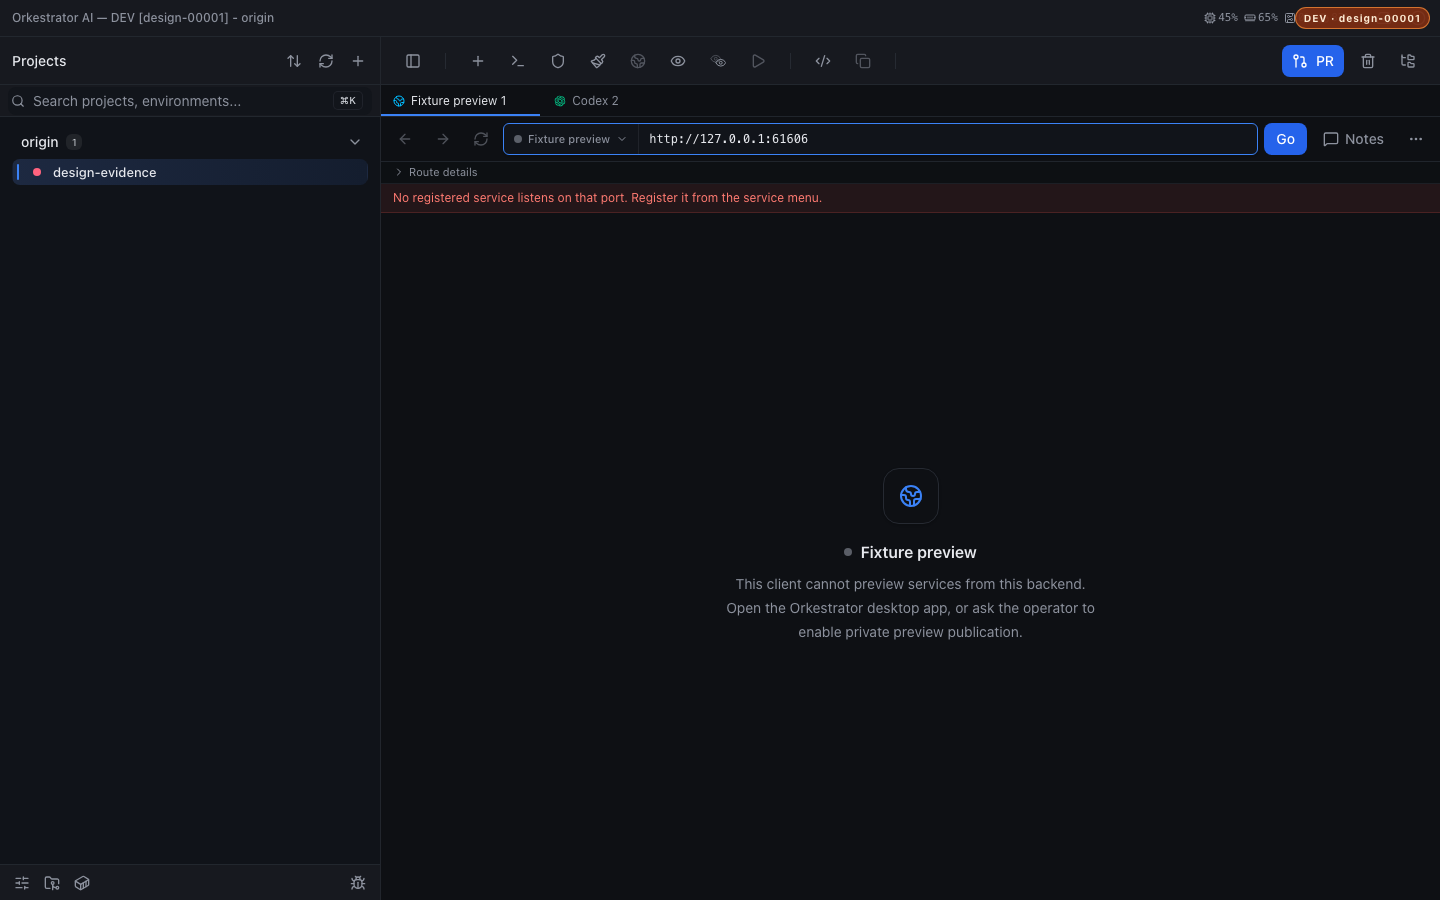 Orkestrator AI — DEV [design-00001] - origin
45% 65% DEV · design-00001
Projects
PR
Search projects, environments... ⌘K
Fixture preview 1
Codex 2
origin 1
Fixture preview
http://127.0.0.1:61606
Go
Notes
design-evidence
Route details
No registered service listens on that port. Register it from the service menu.
Fixture preview
This client cannot preview services from this backend.
Open the Orkestrator desktop app, or ask the operator to
enable private preview publication.